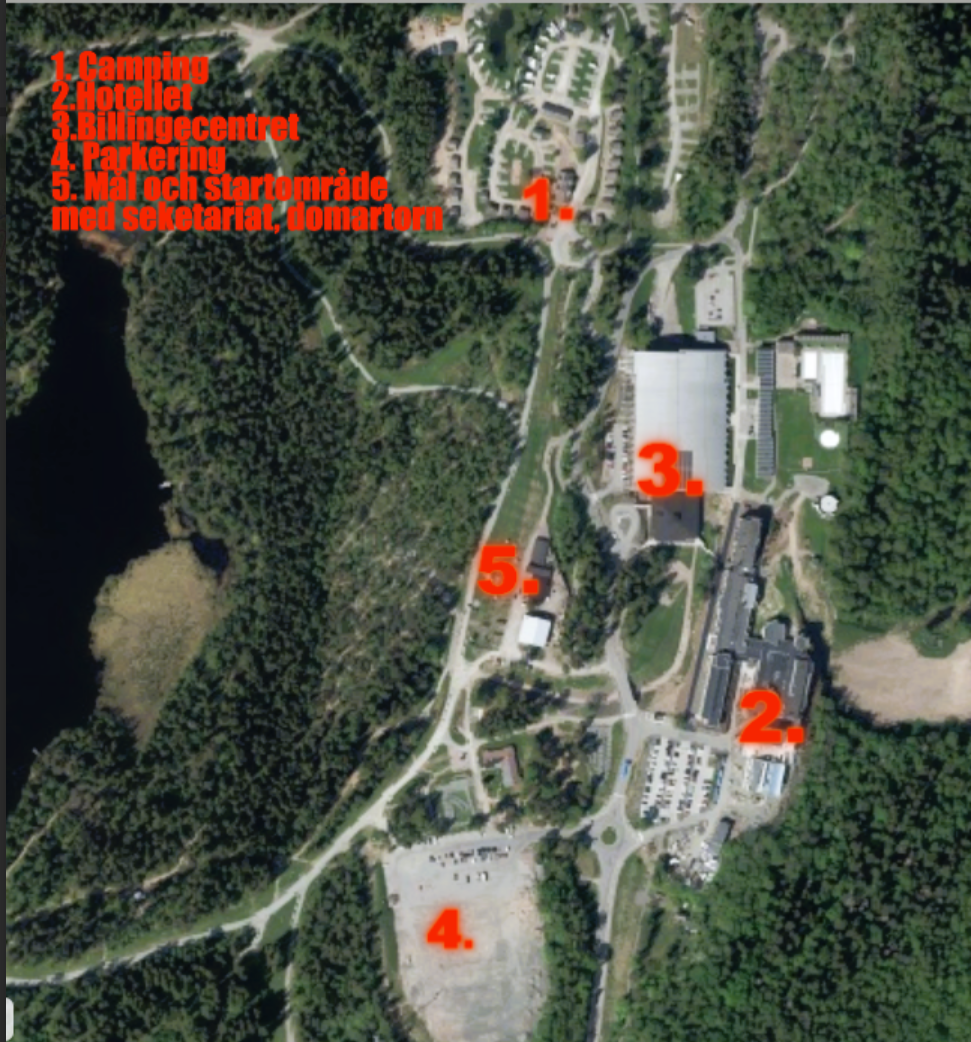 1. Camping
2.Hotellet
3.Billingecentret
4. Parkering
5. Mål och startområde
med seketariat, domartorn
1.
3.
5.
2.
4.